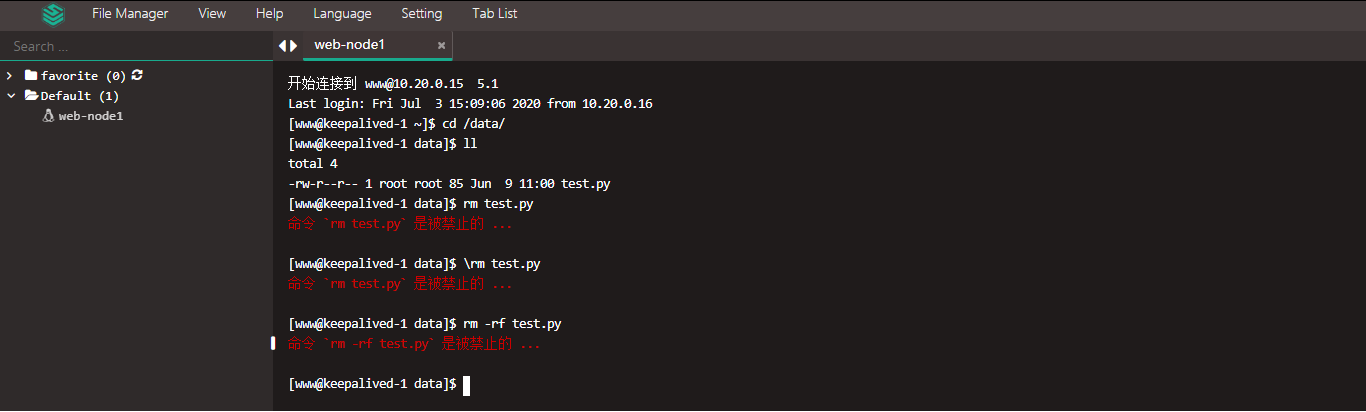 File Manager View Help Language Setting Tab List
Search ...
web-node1 ×
favorite (0)
Default (1)
web-node1
开始连接到 www@10.20.0.15  5.1
Last login: Fri Jul  3 15:09:06 2020 from 10.20.0.16
[www@keepalived-1 ~]$ cd /data/
[www@keepalived-1 data]$ ll
total 4
-rw-r--r-- 1 root root 85 Jun  9 11:00 test.py
[www@keepalived-1 data]$ rm test.py
命令 `rm test.py` 是被禁止的 ...
[www@keepalived-1 data]$ \rm test.py
命令 `rm test.py` 是被禁止的 ...
[www@keepalived-1 data]$ rm -rf test.py
命令 `rm -rf test.py` 是被禁止的 ...
[www@keepalived-1 data]$